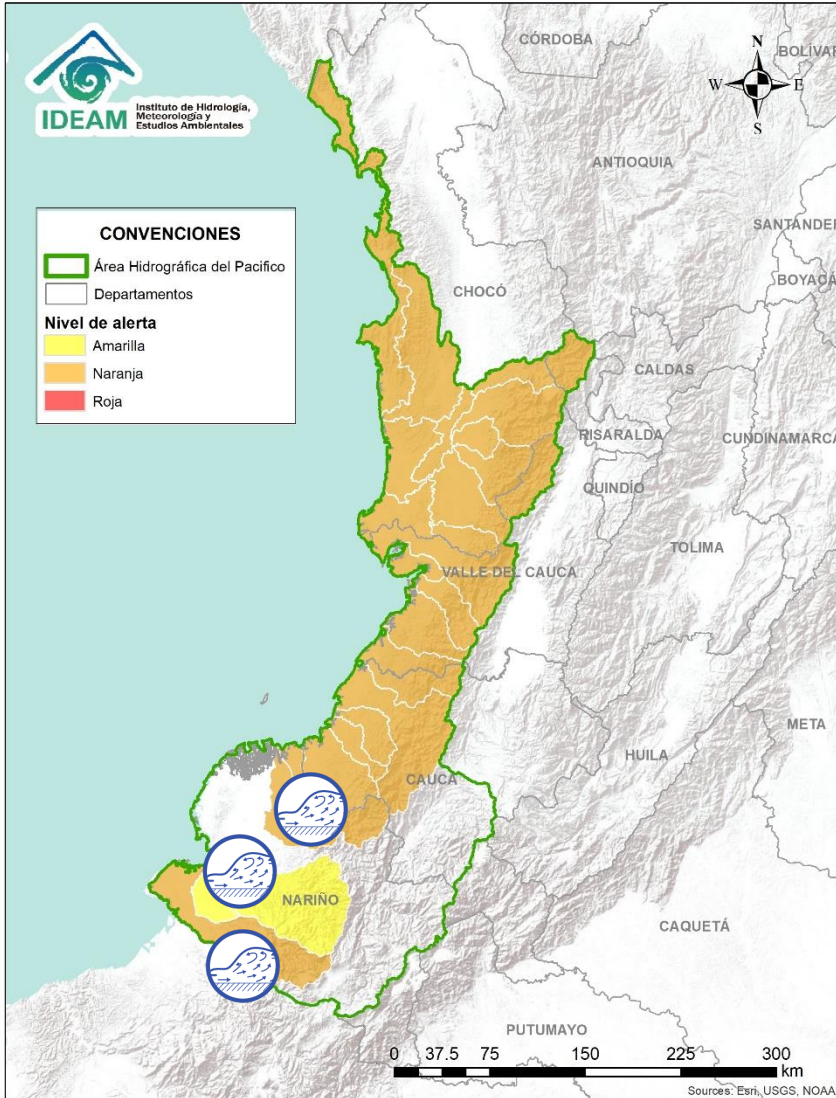 IDEAM
Instituto de Hidrología,
Meteorología y
Estudios Ambientales
CONVENCIONES
Área Hidrográfica del Pacifico
Departamentos
Nivel de alerta
Amarilla
Naranja
Roja
N
W
E
S
CÓRDOBA
BOLÍVAR
ANTIOQUIA
SANTANDER
BOYACÁ
CHOCÓ
CALDAS
RISARALDA
CUNDINAMARCA
QUINDÍO
TOLIMA
VALLE DEL CAUCA
META
HUILA
CAUCA
NARIÑO
CAQUETÁ
PUTUMAYO
0 37.5 75 150 225 300
km
Sources: Esri, USGS, NOAA